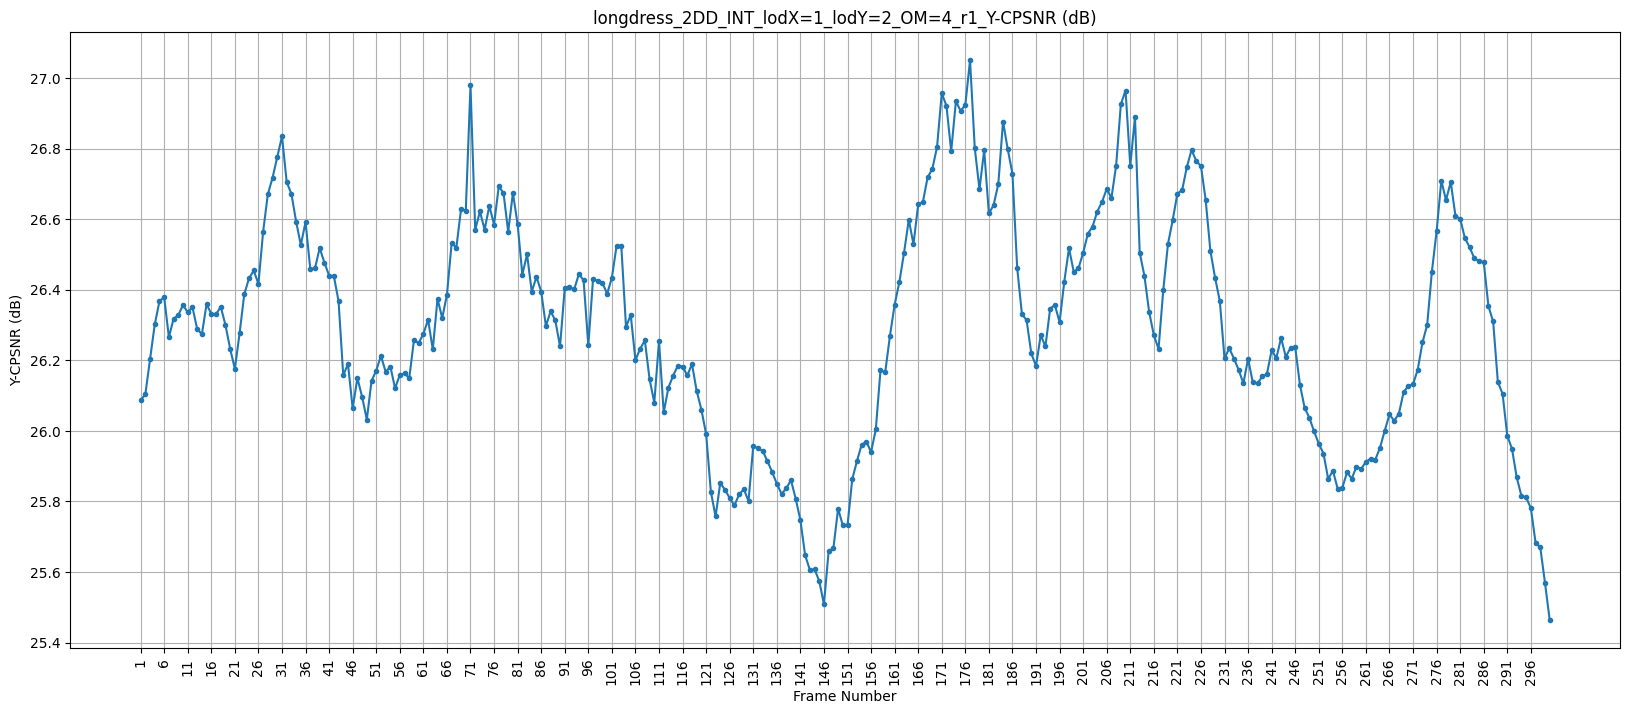 longdress_2DD_INT_lodX=1_lodY=2_OM=4_r1_Y-CPSNR (dB)
Y-CPSNR (dB)
27.0
26.8
26.6
26.4
26.2
26.0
25.8
25.6
25.4
1 6 11 16 21 26 31 36 41 46 51 56 61 66 71 76 81 86 91 96 101 106 111 116 121 126 131 136 141 146 151 156 161 166 171 176 181 186 191 196 201 206 211 216 221 226 231 236 241 246 251 256 261 266 271 276 281 286 291 296
Frame Number